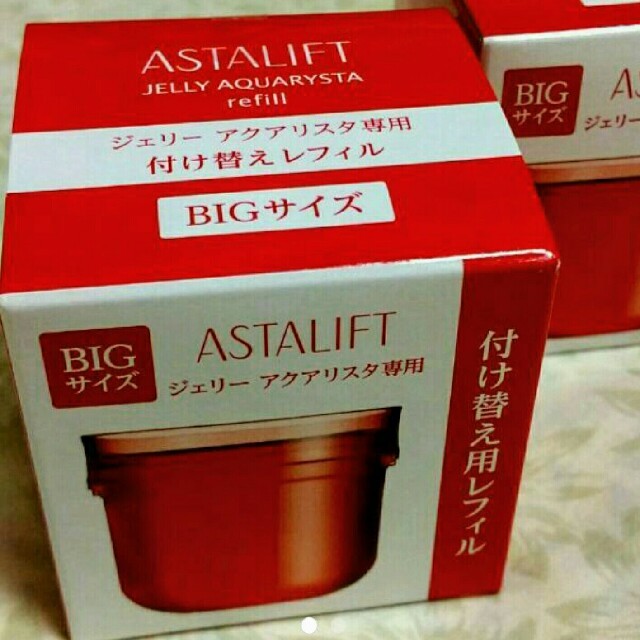 ASTALIFT
JELLY AQUARYSTA
refill
ジェリー アクアリスタ専用
付け替えレフィル
BIGサイズ
BIG
サイズ
ASTALIFT
ジェリー アクアリスタ専用
付け替え用レフィル
BIG
サイズ
ジェリー